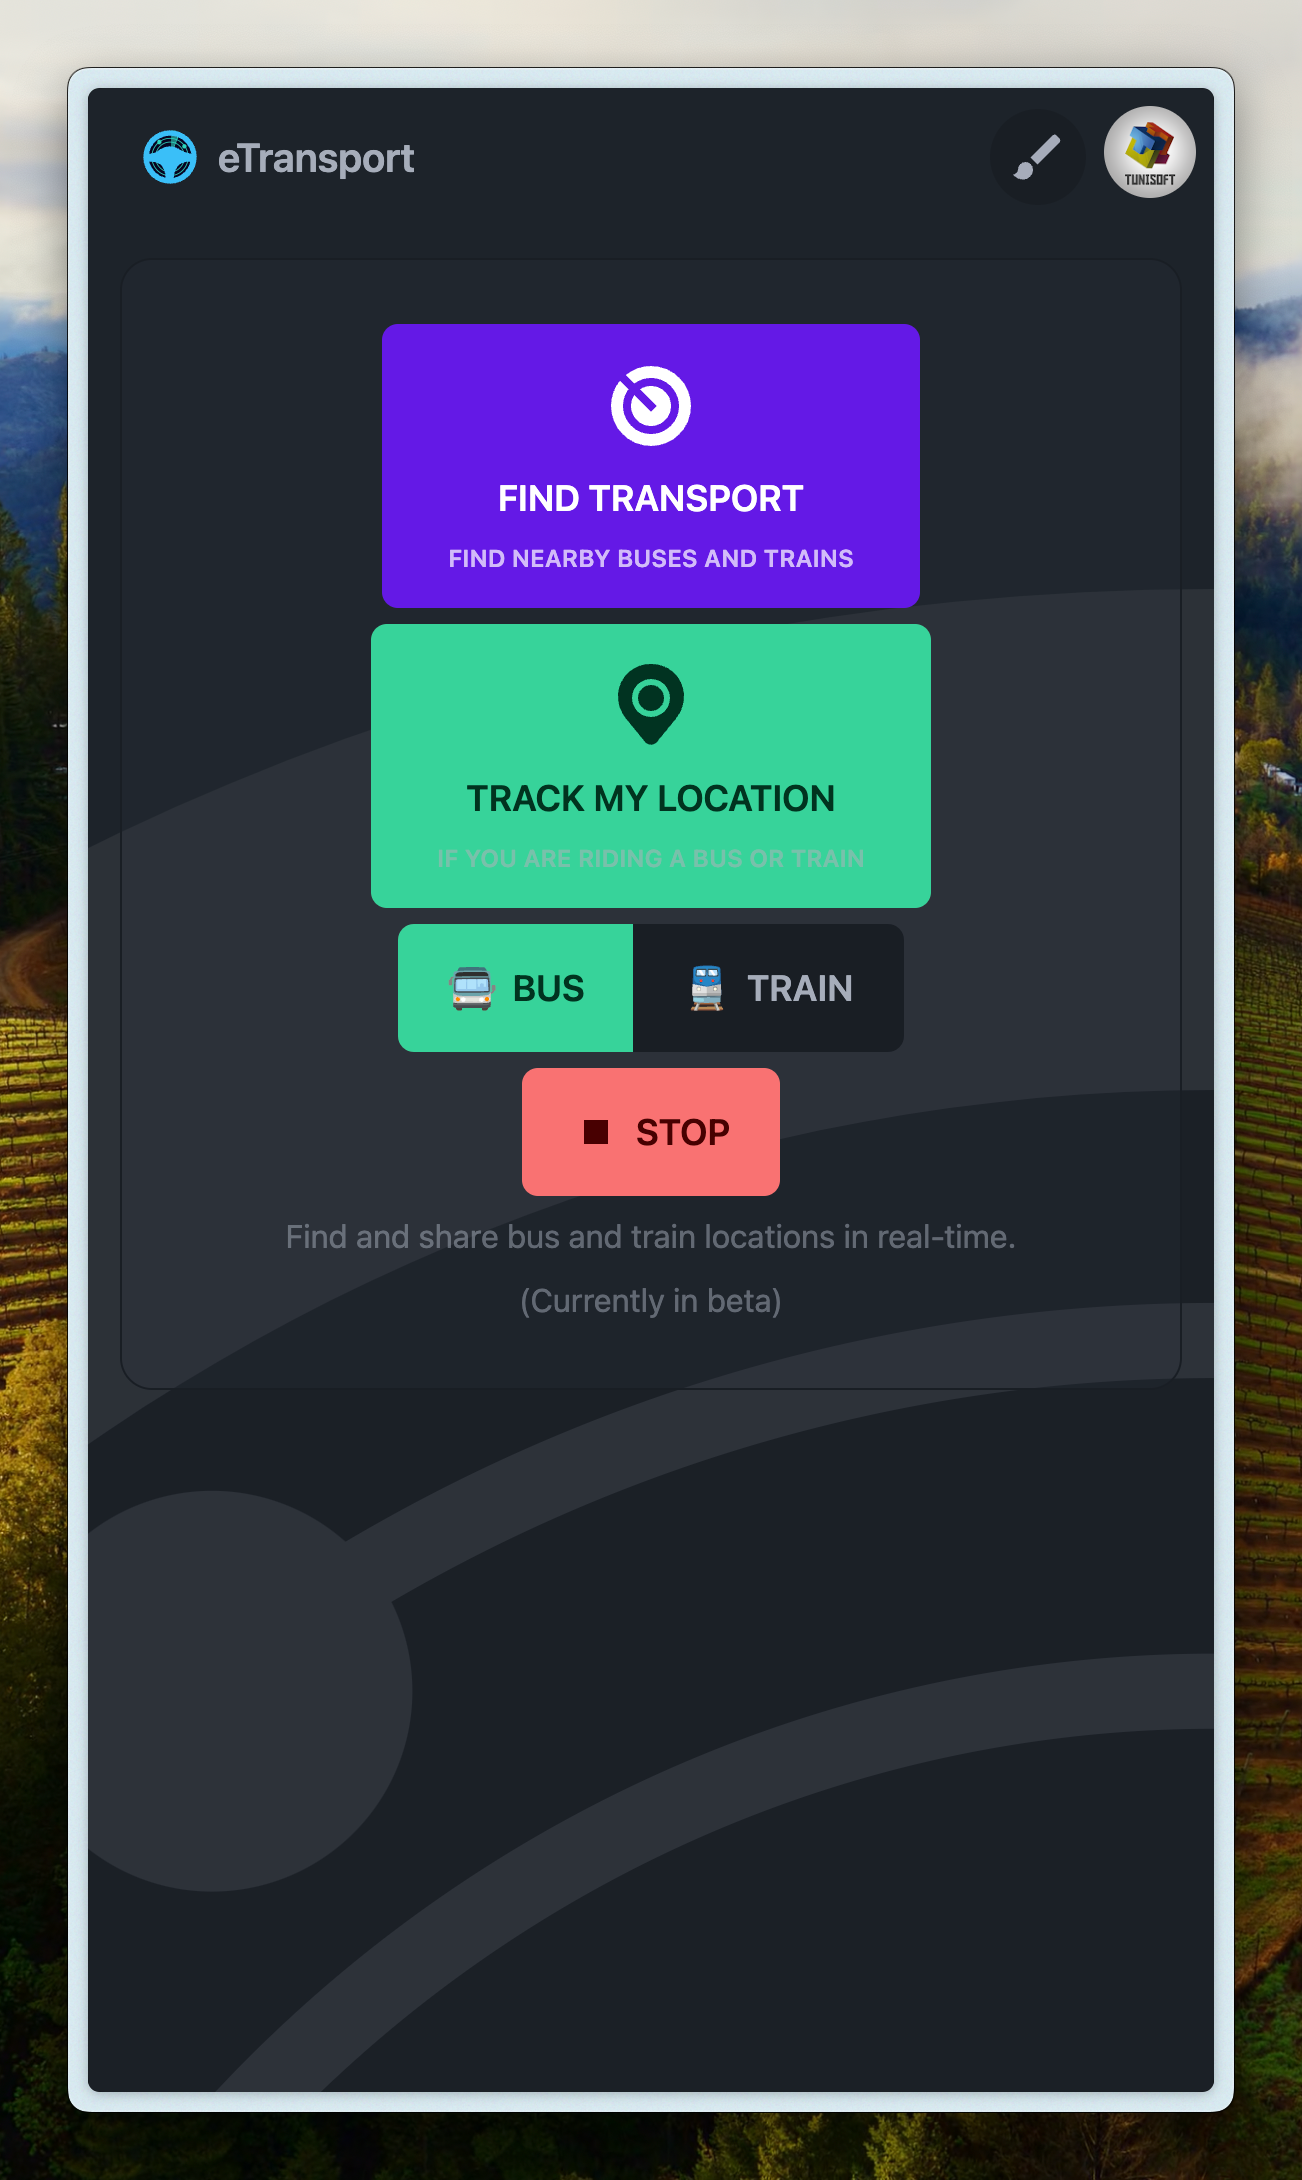 eTransport
TUNISOFT
FIND TRANSPORT
FIND NEARBY BUSES AND TRAINS
TRACK MY LOCATION
IF YOU ARE RIDING A BUS OR TRAIN
BUS
TRAIN
STOP
Find and share bus and train locations in real-time.
(Currently in beta)